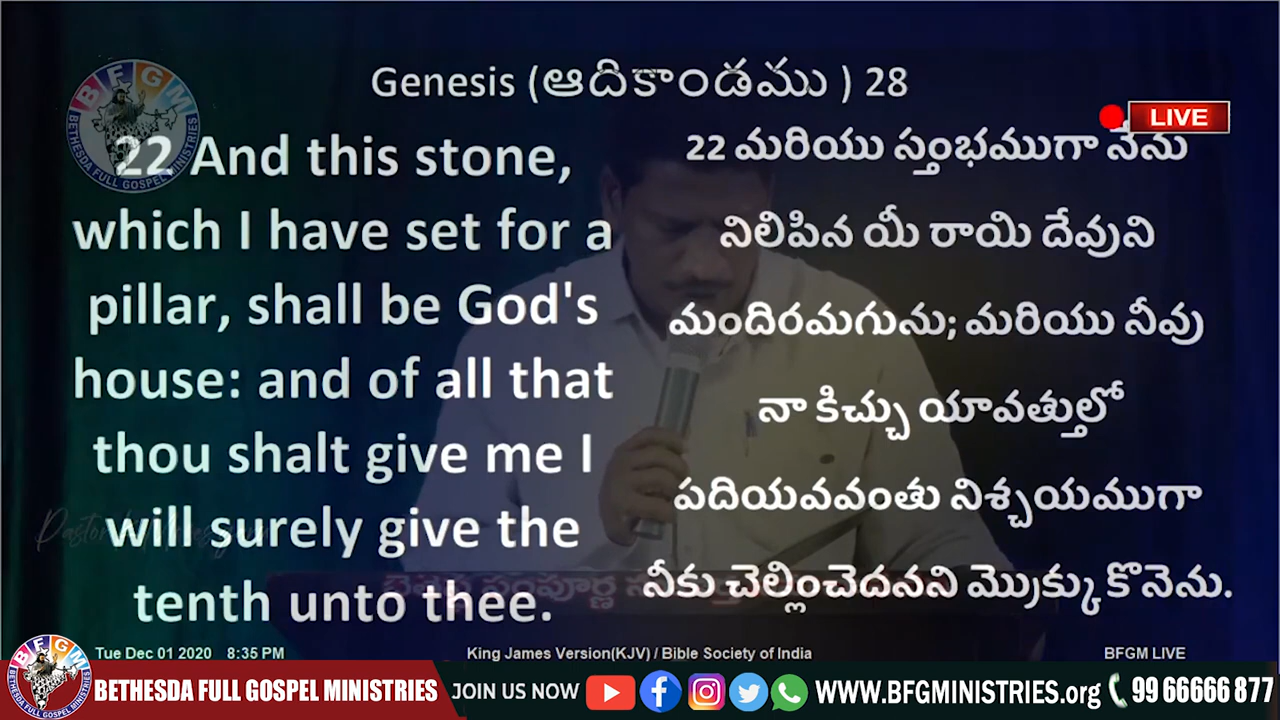 Genesis (ఆదికాండము ) 28
LIVE
22 And this stone,
which I have set for a
pillar, shall be God's
house: and of all that
thou shalt give me I
will surely give the
tenth unto thee.
22 మరియు స్తంభముగా నేను
నిలిపిన యీ రాయి దేవుని
మందిరమగును; మరియు నీవు
నా కిచ్చు యావత్తులో
పదియవవంతు నిశ్చయముగా
నీకు చెల్లించెదనని మ్రొక్కు కొనెను.
BFGM
BETHESDA FULL GOSPEL MINISTRIES
Tue Dec 01 2020 8:35 PM
King James Version(KJV) / Bible Society of India
BFGM LIVE
BFGM
BETHESDA FULL GOSPEL MINISTRIES
JOIN US NOW
WWW.BFGMINISTRIES.org
99 66666 877